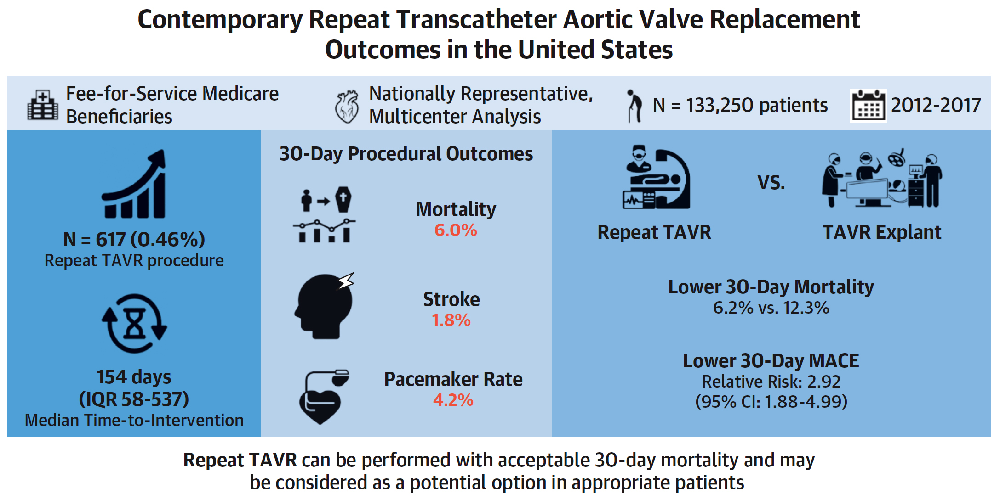 Contemporary Repeat Transcatheter Aortic Valve Replacement
Outcomes in the United States
Fee-for-Service Medicare
Beneficiaries
Nationally Representative,
Multicenter Analysis
N = 133,250 patients
2012-2017
N = 617 (0.46%)
Repeat TAVR procedure
154 days
(IQR 58-537)
Median Time-to-Intervention
30-Day Procedural Outcomes
Mortality
6.0%
Stroke
1.8%
Pacemaker Rate
4.2%
Repeat TAVR
VS.
TAVR Explant
Lower 30-Day Mortality
6.2% vs. 12.3%
Lower 30-Day MACE
Relative Risk: 2.92
(95% CI: 1.88-4.99)
Repeat TAVR can be performed with acceptable 30-day mortality and may
be considered as a potential option in appropriate patients